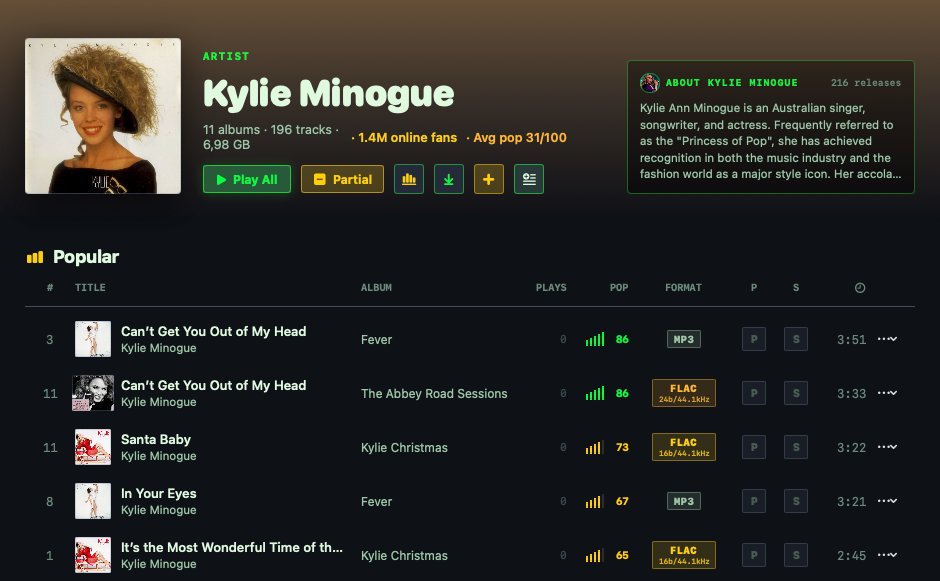 KYLIE MINOGUE
KYLIE
ARTIST
Kylie Minogue
11 albums · 196 tracks ·
6,98 GB
· 1.4M online fans · Avg pop 31/100
Play All
Partial
ABOUT KYLIE MINOGUE 216 releases
Kylie Ann Minogue is an Australian singer,
songwriter, and actress. Frequently referred to
as the "Princess of Pop", she has achieved
recognition in both the music industry and the
fashion world as a major style icon. Her accola...
Popular
# TITLE ALBUM PLAYS POP FORMAT P S
3 Can't Get You Out of My Head Fever 0 86 MP3 P S 3:51
Kylie Minogue
11 Can't Get You Out of My Head The Abbey Road Sessions 0 86 FLAC P S 3:33
Kylie Minogue 24b/44.1kHz
11 Santa Baby Kylie Christmas 0 73 FLAC P S 3:22
Kylie Minogue 16b/44.1kHz
8 In Your Eyes Fever 0 67 MP3 P S 3:21
Kylie Minogue
1 It's the Most Wonderful Time of th... Kylie Christmas 0 65 FLAC P S 2:45
Kylie Minogue 16b/44.1kHz